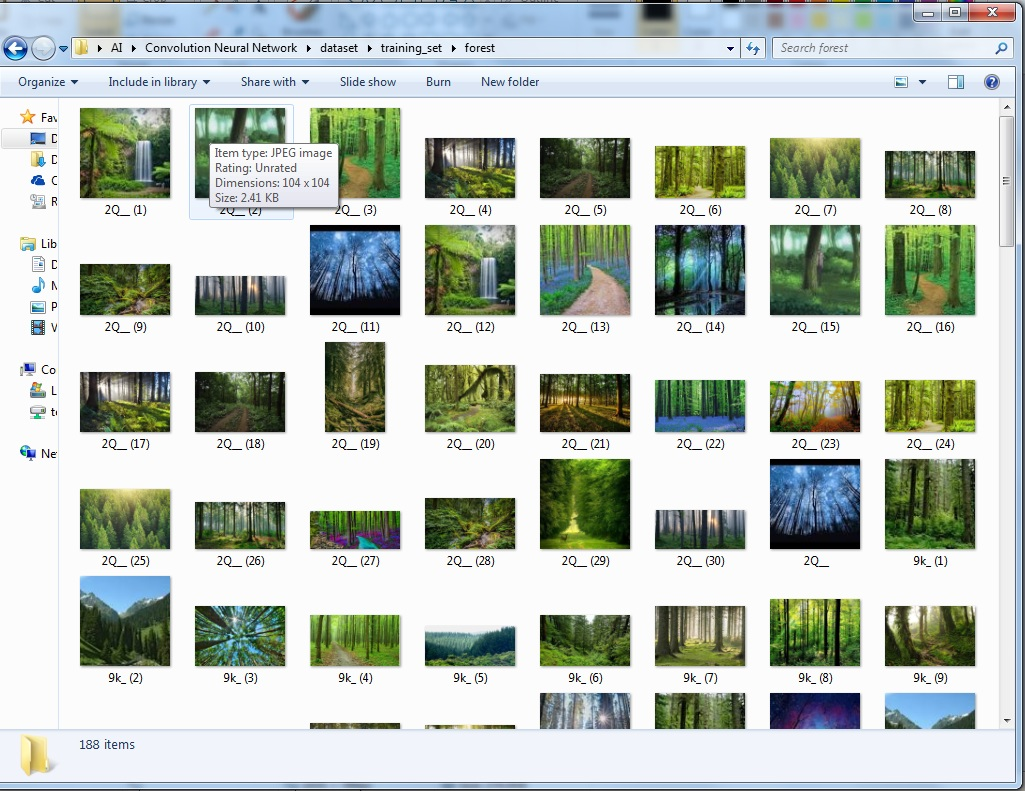 AI Convolution Neural Network dataset training_set forest
Search forest
Organize Include in library Share with Slide show Burn New folder
Fav
D
D
C
R
Lib
D
M
P
V
Co
L
Ne
Item type: JPEG image
Rating: Unrated
Dimensions: 104 x 104
Size: 2.41 KB
2Q__ (1) 2Q__ (2) 2Q__ (3) 2Q__ (4) 2Q__ (5) 2Q__ (6) 2Q__ (7) 2Q__ (8)
2Q__ (9) 2Q__ (10) 2Q__ (11) 2Q__ (12) 2Q__ (13) 2Q__ (14) 2Q__ (15) 2Q__ (16)
2Q__ (17) 2Q__ (18) 2Q__ (19) 2Q__ (20) 2Q__ (21) 2Q__ (22) 2Q__ (23) 2Q__ (24)
2Q__ (25) 2Q__ (26) 2Q__ (27) 2Q__ (28) 2Q__ (29) 2Q__ (30) 2Q__ 9k_ (1)
9k_ (2) 9k_ (3) 9k_ (4) 9k_ (5) 9k_ (6) 9k_ (7) 9k_ (8) 9k_ (9)
188 items